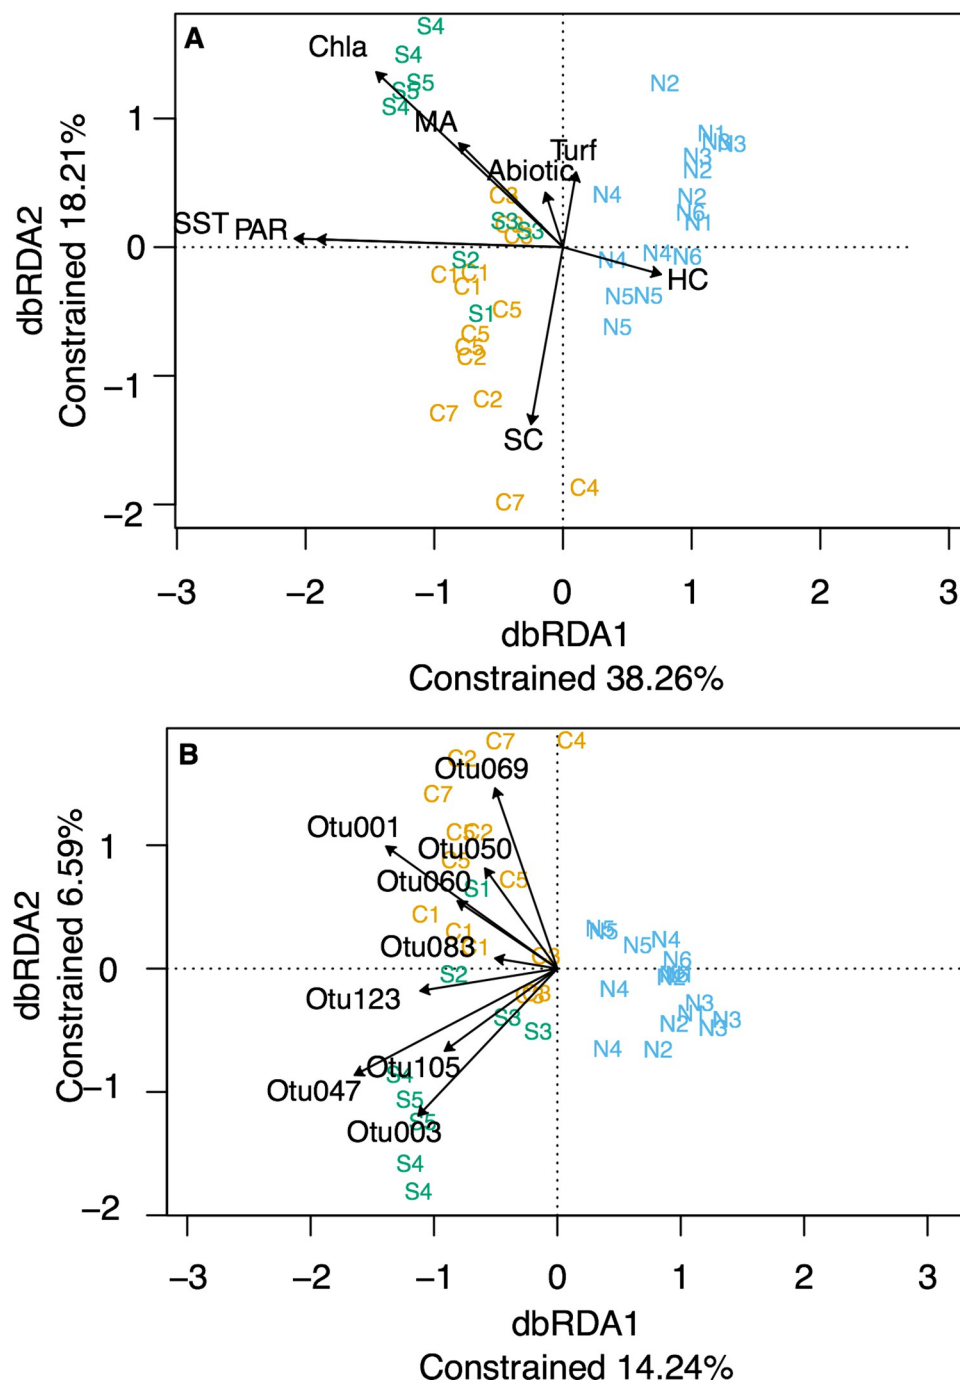 A
S4
Chla
S4
S5
S5
S4
N2
1
MA
N1
N3
N3
Turf
N3
N2
Abiotic
C3
N4
N2
N6
S3
S3
N1
C3
SST PAR
0
S2
N4
N4
N6
C1
C1
C1
HC
N5
N5
S1
C5
N5
C5
C5
C2
−1
C2
C7
SC
C4
C7
−2
−3 −2 −1 0 1 2 3
dbRDA1
Constrained 38.26%
dbRDA2
Constrained 18.21%
B
C7
C4
C2
Otu069
C7
Otu001
C5
C2
1
Otu050
C5
Otu060
C5
S1
C1
C1
N5
N5
N5
N4
Otu083
C1
C3
N6
0
S2
N2
Otu123
N4
C3
N3
S3
N1
N3
S3
N2
N3
N4
N2
Otu105
S4
Otu047
−1
S5
S5
Otu003
S4
S4
−2
−3 −2 −1 0 1 2 3
dbRDA1
Constrained 14.24%
dbRDA2
Constrained 6.59%